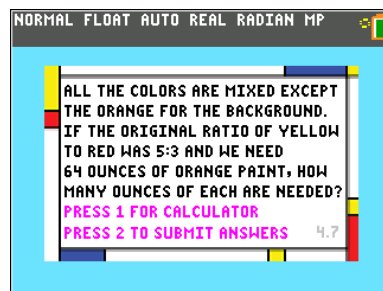 NORMAL FLOAT AUTO REAL RADIAN MP
ALL THE COLORS ARE MIXED EXCEPT
THE ORANGE FOR THE BACKGROUND.
IF THE ORIGINAL RATIO OF YELLOW
TO RED WAS 5:3 AND WE NEED
64 OUNCES OF ORANGE PAINT, HOW
MANY OUNCES OF EACH ARE NEEDED?
PRESS 1 FOR CALCULATOR
PRESS 2 TO SUBMIT ANSWERS 4.7